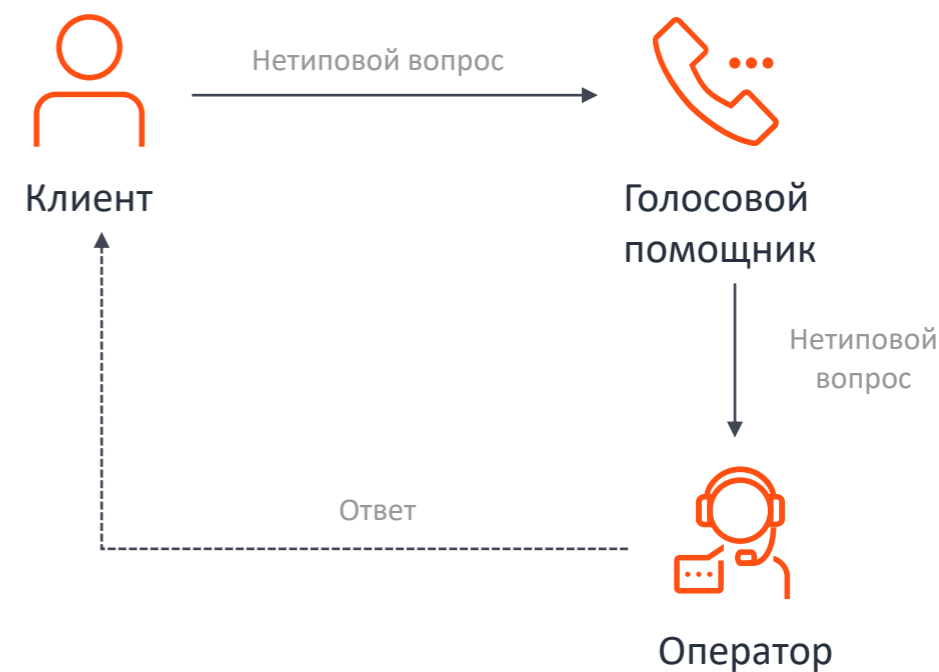 Нетиповой вопрос
Клиент
Голосовой
помощник
Нетиповой
вопрос
Ответ
Оператор